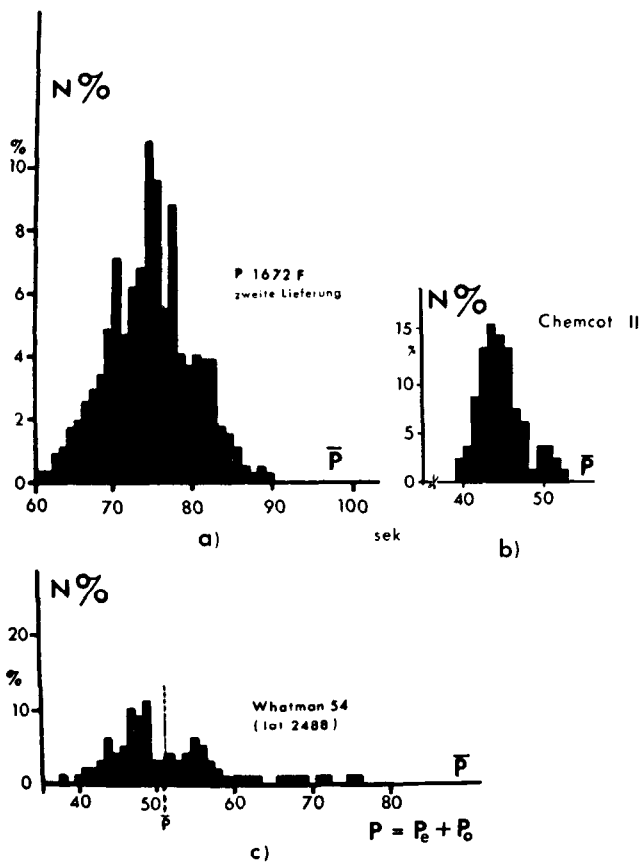 N%
%
10
8
6
4
2
0
60 70 80 90 100
P 1672 F
zweite Lieferung
P̅
sek
a)
N%
Chemcot II
15
%
10
5
0
40 50
P̅
b)
N%
20
%
10
0
40 50 60 70 80
Whatman 54
(lot 2488)
P̅
P̅
P = Pe + Po
c)